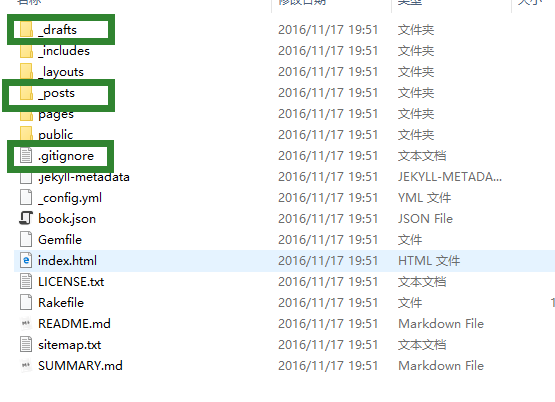 名称 修改日期 类型 大小
_drafts 2016/11/17 19:51 文件夹
_includes 2016/11/17 19:51 文件夹
_layouts 2016/11/17 19:51 文件夹
_posts 2016/11/17 19:51 文件夹
pages 2016/11/17 19:51 文件夹
public 2016/11/17 19:51 文件夹
.gitignore 2016/11/17 19:51 文本文档
.jekyll-metadata 2016/11/17 19:51 JEKYLL-METADA...
_config.yml 2016/11/17 19:51 YML 文件
book.json 2016/11/17 19:51 JSON File
Gemfile 2016/11/17 19:51 文件
index.html 2016/11/17 19:51 HTML 文件
LICENSE.txt 2016/11/17 19:51 文本文档
Rakefile 2016/11/17 19:51 文件 1
README.md 2016/11/17 19:51 Markdown File
sitemap.txt 2016/11/17 19:51 文本文档
SUMMARY.md 2016/11/17 19:51 Markdown File